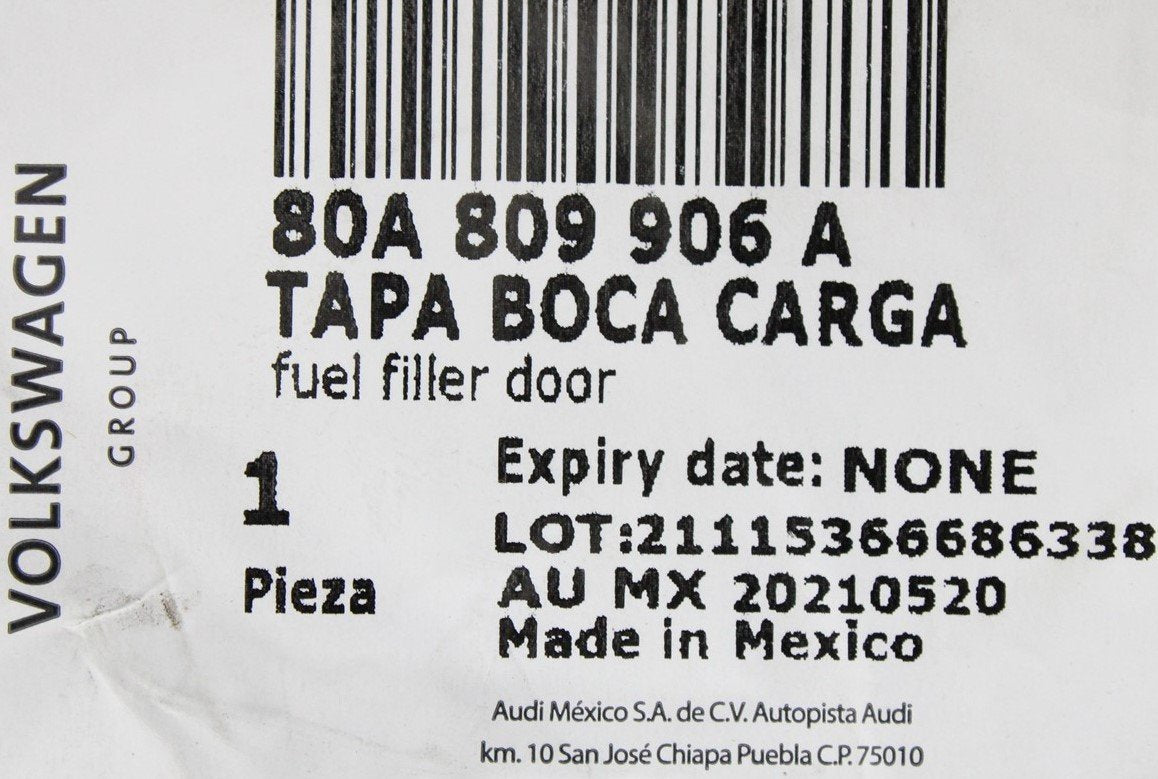 VOLKSWAGEN
GROUP
80A 809 906 A
TAPA BOCA CARGA
fuel filler door
1
Pieza
Expiry date: NONE
LOT:21115366686338
AU MX 20210520
Made in Mexico
Audi México S.A. de C.V. Autopista Audi
km. 10 San José Chiapa Puebla C.P. 75010